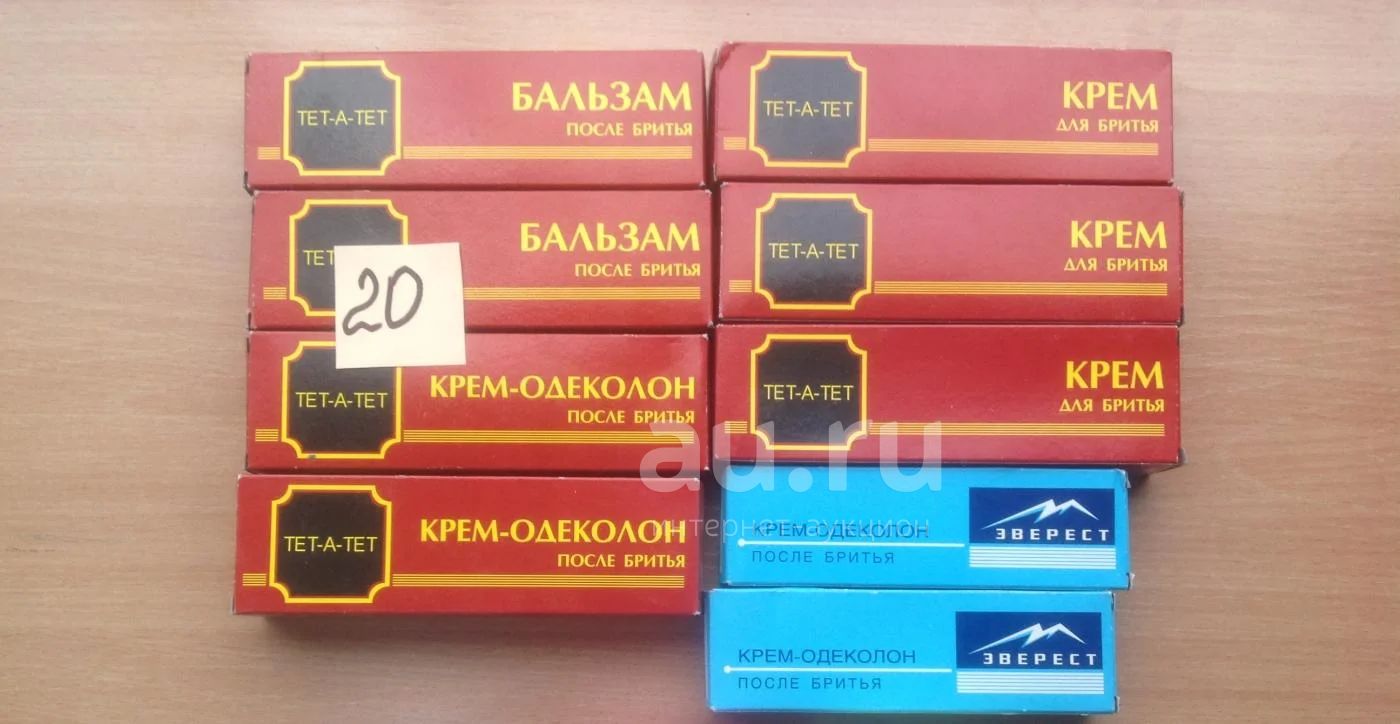 ТЕТ-А-ТЕТ
БАЛЬЗАМ
ПОСЛЕ БРИТЬЯ
ТЕТ
БАЛЬЗАМ
ПОСЛЕ БРИТЬЯ
20
ТЕТ-А-ТЕТ
КРЕМ-ОДЕКОЛОН
ПОСЛЕ БРИТЬЯ
ТЕТ-А-ТЕТ
КРЕМ-ОДЕКОЛОН
ПОСЛЕ БРИТЬЯ
ТЕТ-А-ТЕТ
КРЕМ
ДЛЯ БРИТЬЯ
ТЕТ-А-ТЕТ
КРЕМ
ДЛЯ БРИТЬЯ
ТЕТ-А-ТЕТ
КРЕМ
ДЛЯ БРИТЬЯ
au.ru
интернет-аукцион
КРЕМ-ОДЕКОЛОН
ПОСЛЕ БРИТЬЯ
ЭВЕРЕСТ
КРЕМ-ОДЕКОЛОН
ПОСЛЕ БРИТЬЯ
ЭВЕРЕСТ